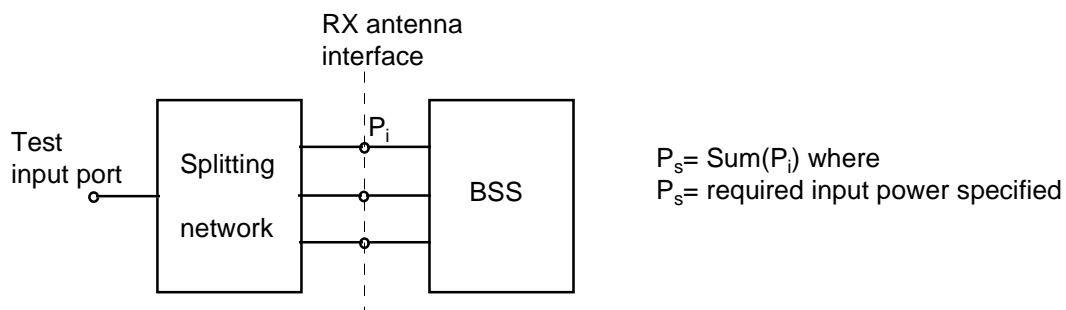 RX antenna
interface
P_i
Test
input port
Splitting
network
BSS
P_s= Sum(P_i) where
P_s= required input power specified